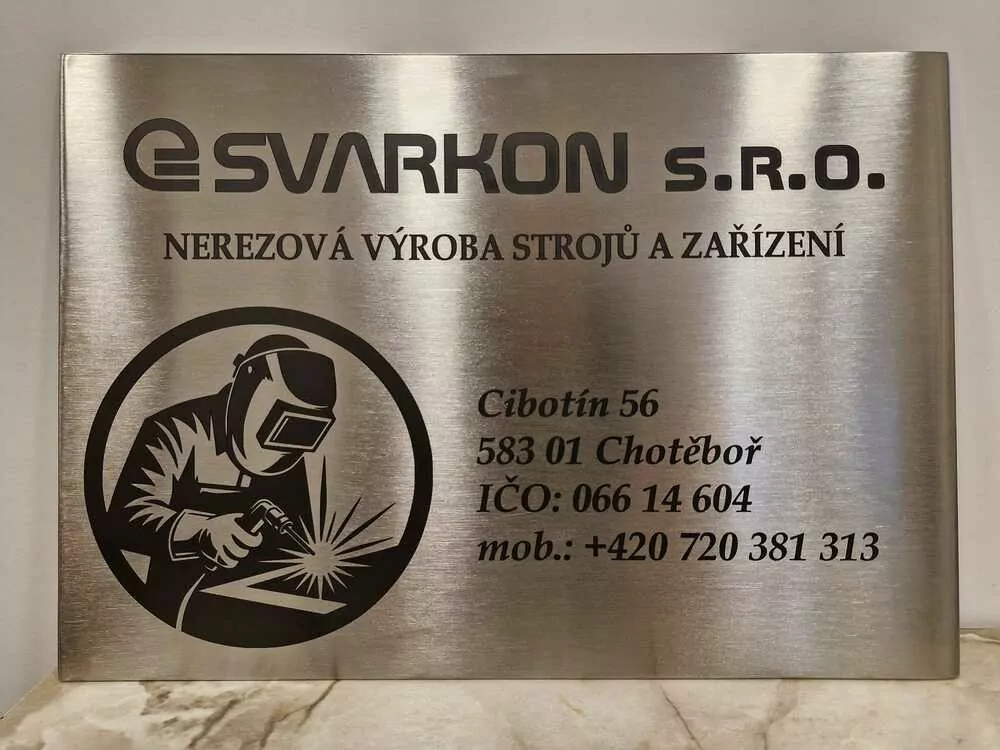 SVARKON s.r.o.
NEREZOVÁ VÝROBA STROJŮ A ZAŘÍZENÍ
Cibotín 56
583 01 Chotěboř
IČO: 066 14 604
mob.: +420 720 381 313